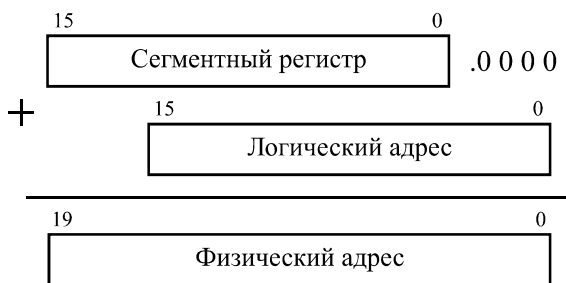 15 0
Сегментный регистр .0 0 0 0
+
15 0
Логический адрес
19 0
Физический адрес